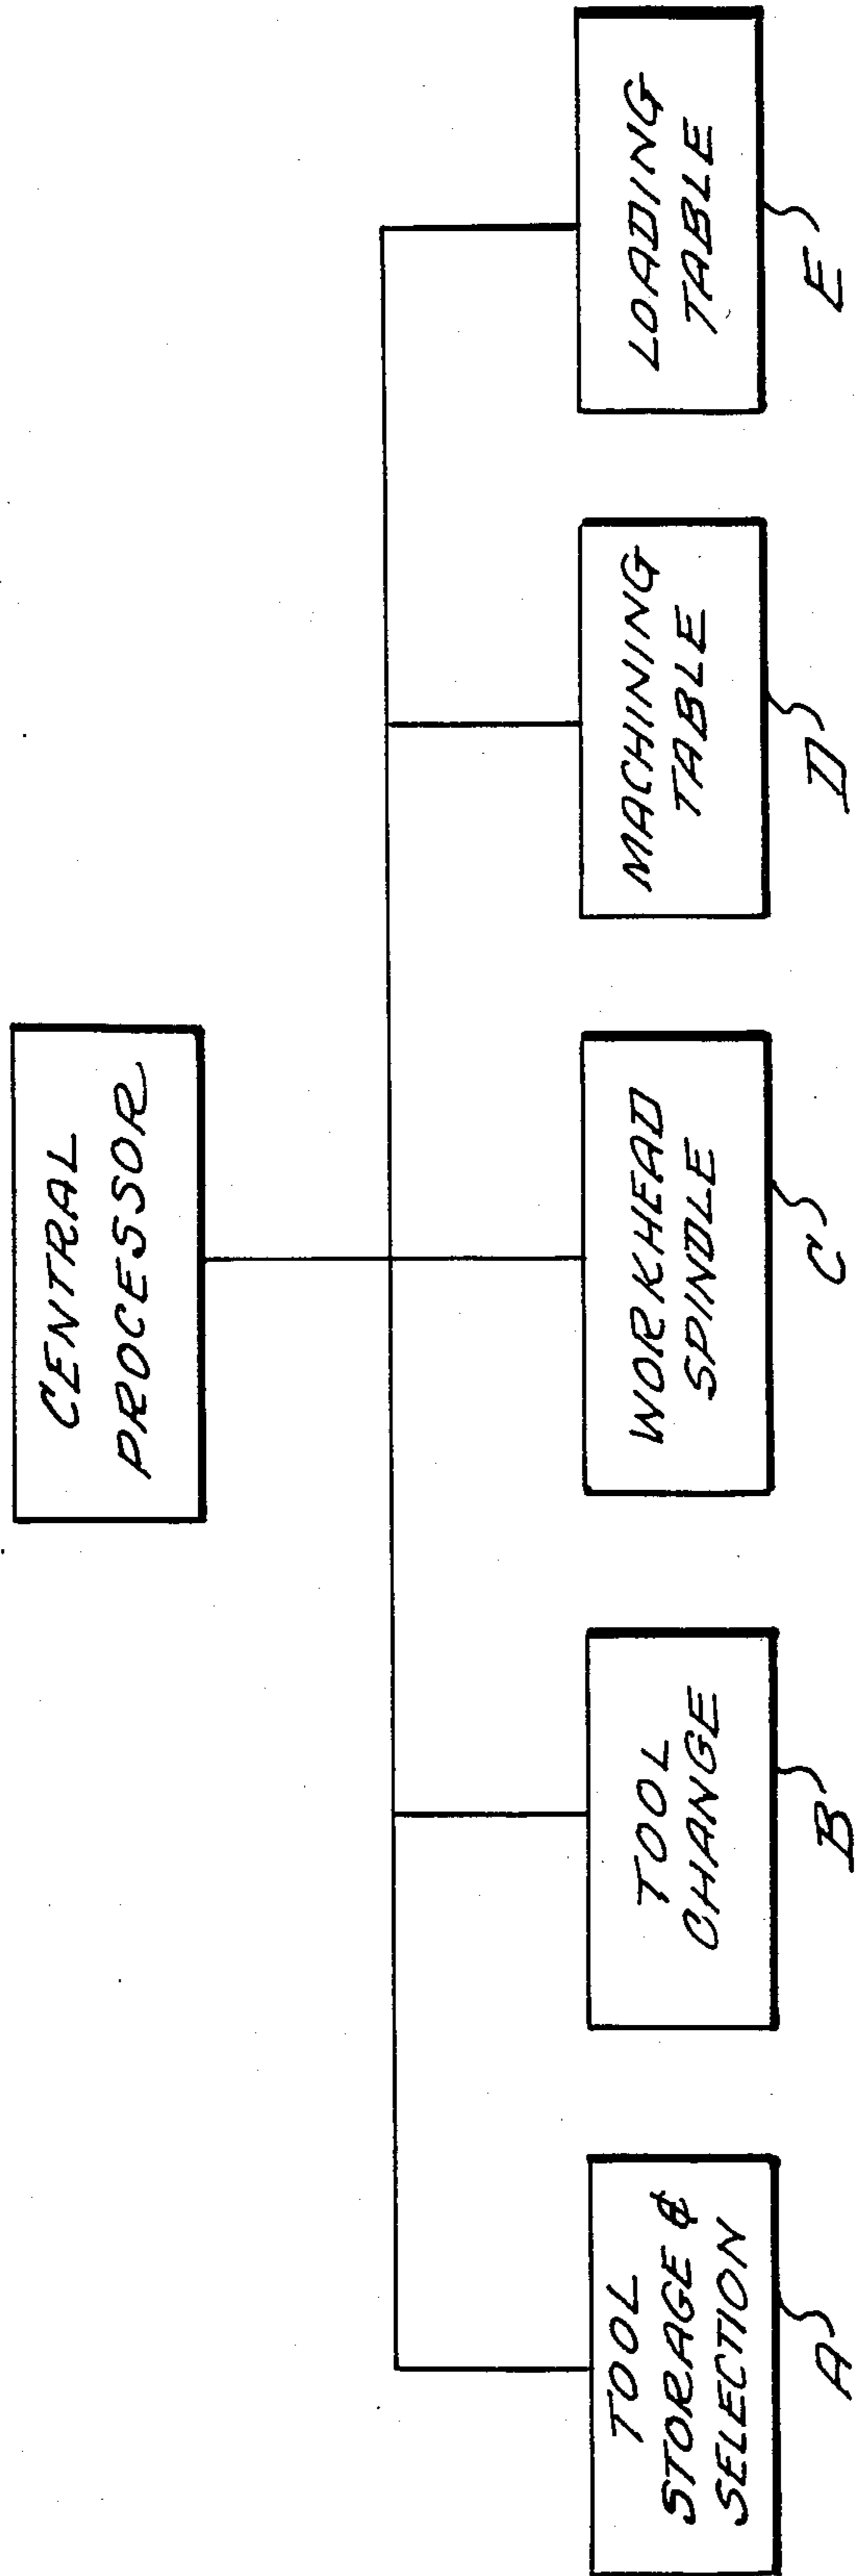 CENTRAL
PROCESSOR
TOOL
STORAGE &
SELECTION
A
TOOL
CHANGE
B
WORKHEAD
SPINDLE
C
MACHINING
TABLE
D
LOADING
TABLE
E